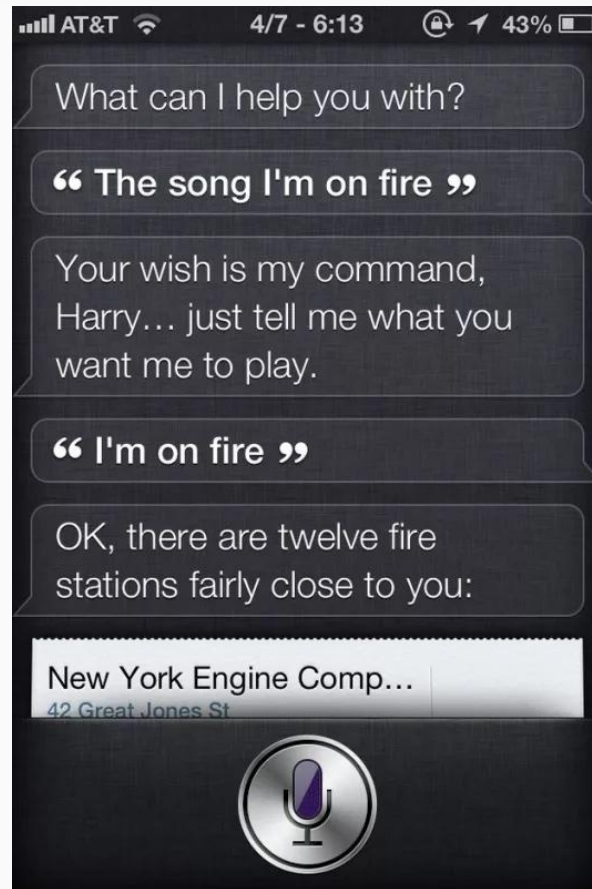 AT&T 4/7 - 6:13 43%
What can I help you with?
“ The song I'm on fire ”
Your wish is my command,
Harry... just tell me what you
want me to play.
“ I'm on fire ”
OK, there are twelve fire
stations fairly close to you:
New York Engine Comp...
42 Great Jones St